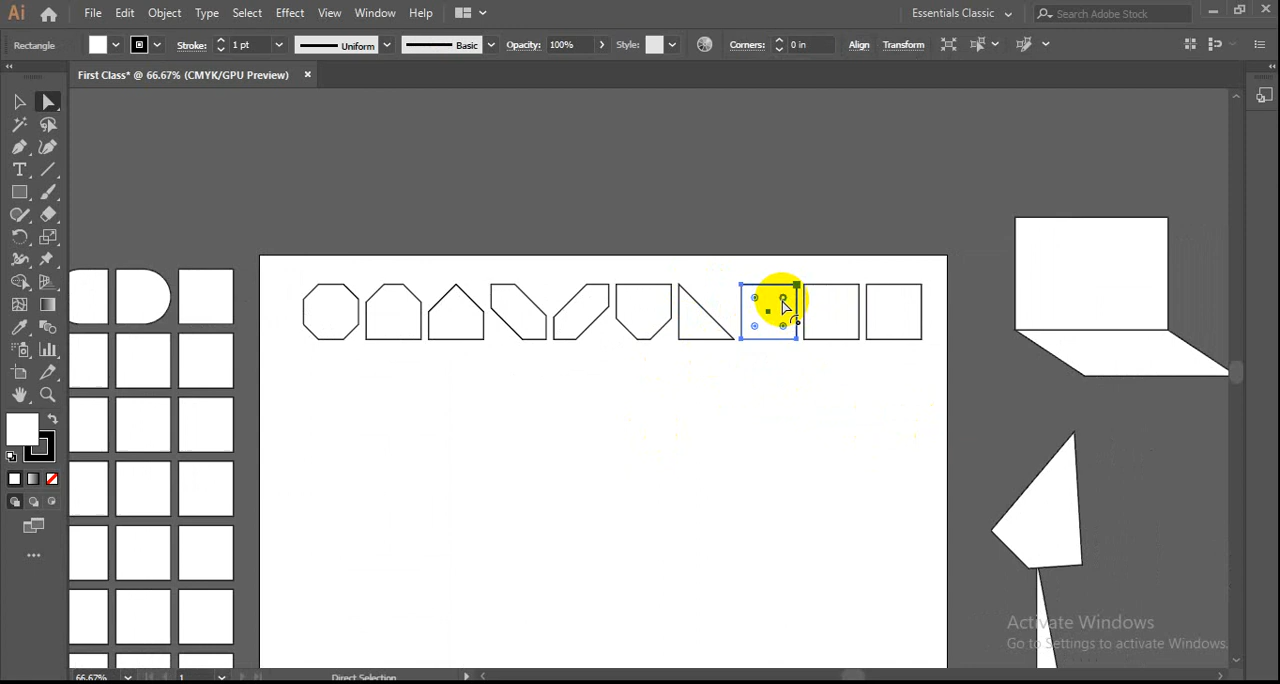 Ai File Edit Object Type Select Effect View Window Help Essentials Classic Search Adobe Stock
Rectangle Stroke: 1 pt Uniform Basic Opacity: 100% Style: Corners: 0 in Align Transform
First Class* @ 66.67% (CMYK/GPU Preview)
Activate Windows
Go to Settings to activate Windows.
66.67% 1 Direct Selection